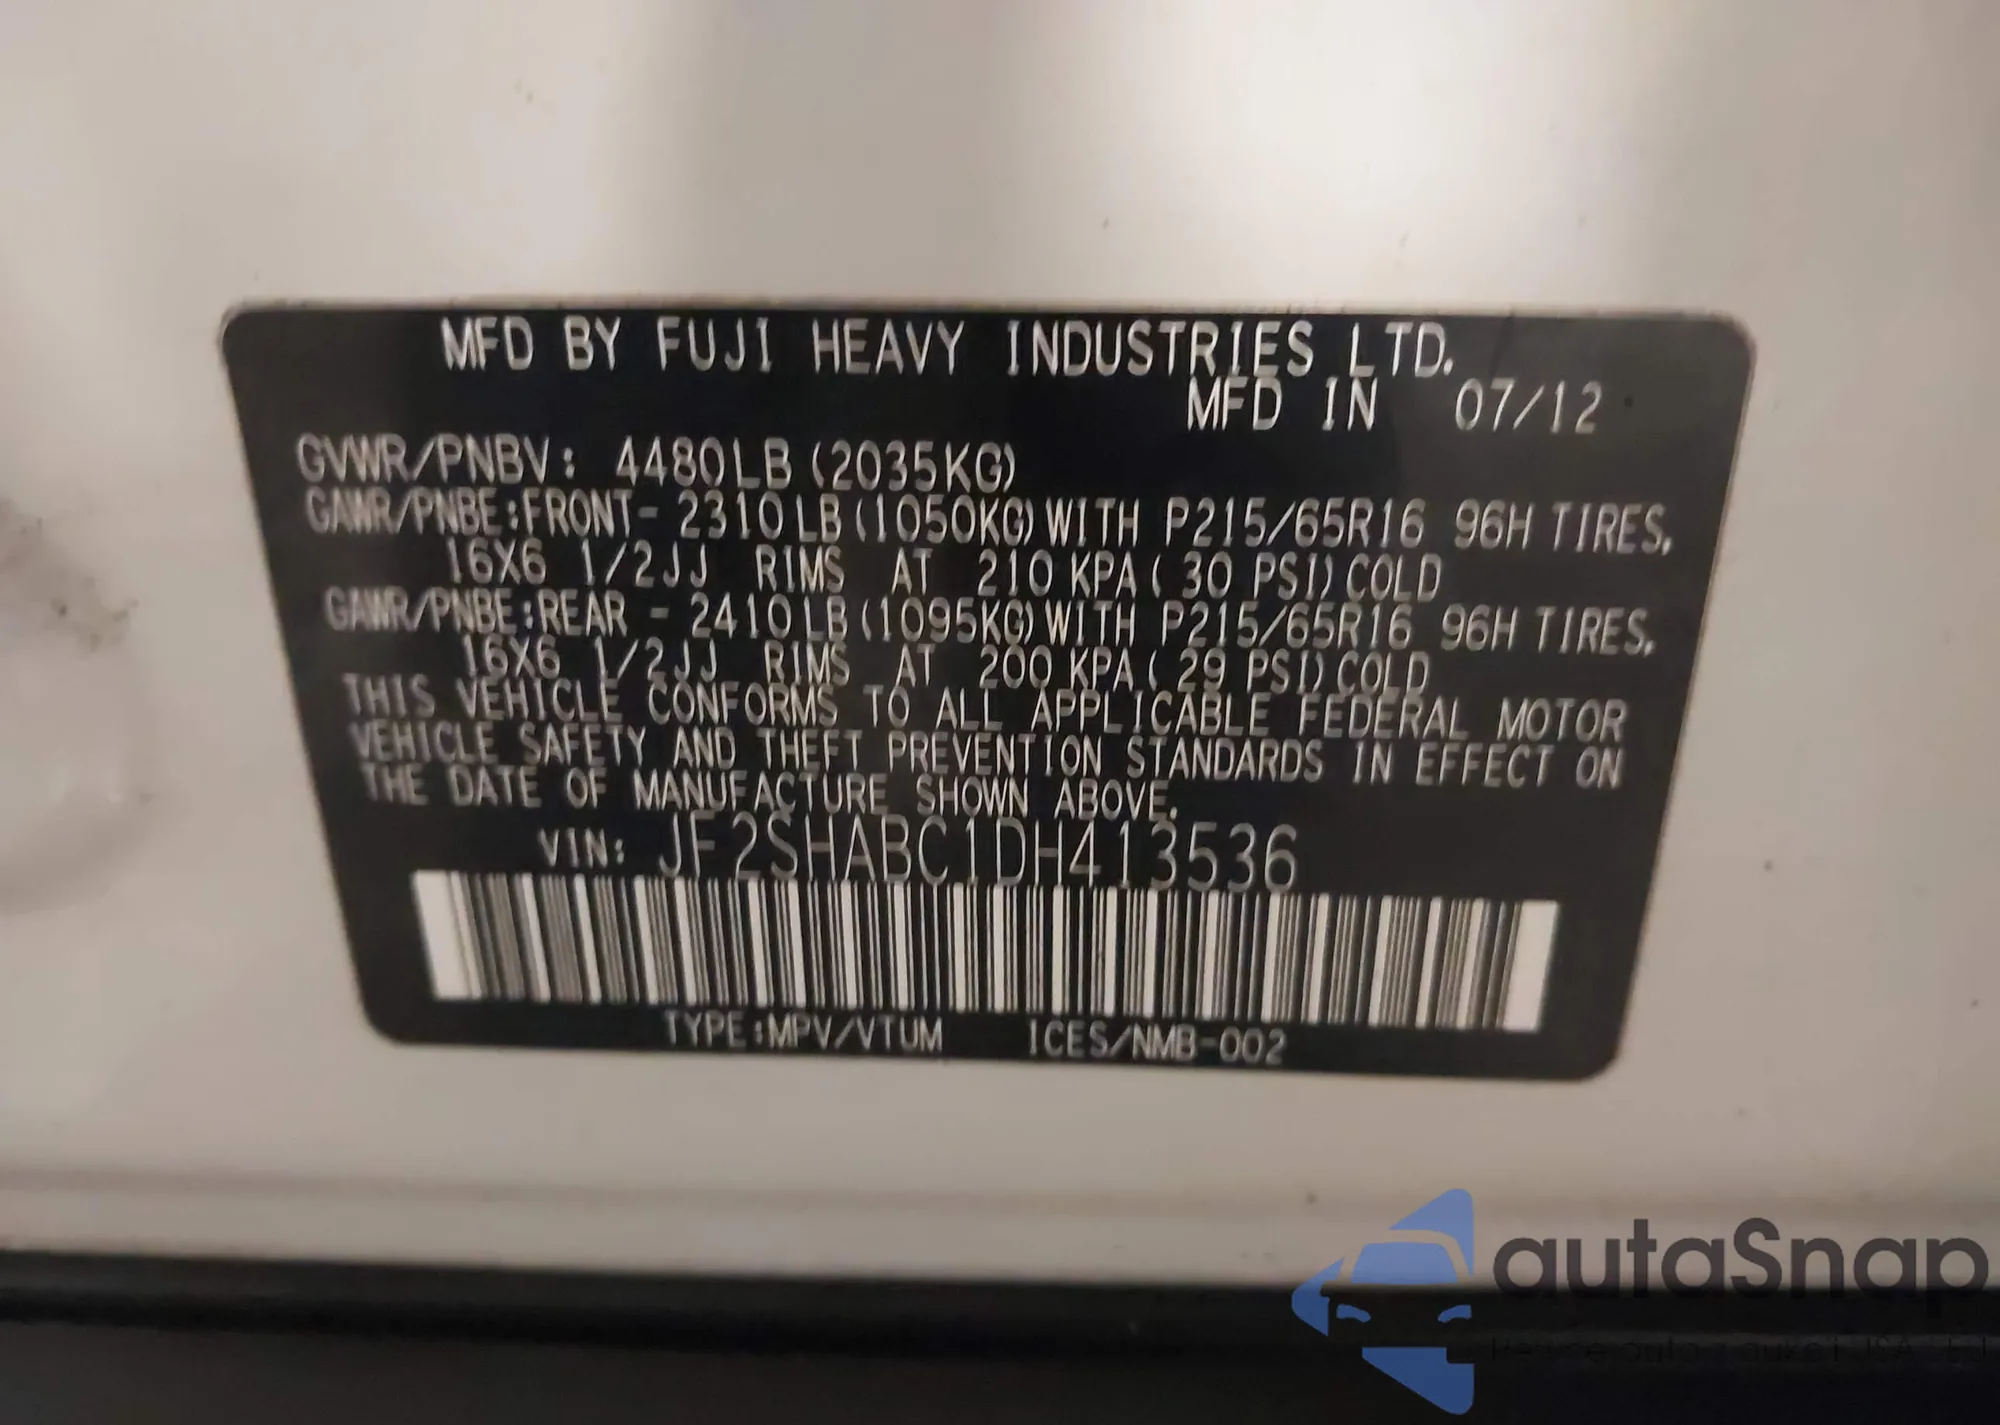 MFD BY FUJI HEAVY INDUSTRIES LTD.
MFD IN 07/12
GVWR/PNBV: 4480LB(2035KG)
GAWR/PNBE:FRONT- 2310LB(1050KG)WITH P215/65R16 96H TIRES,
16X6 1/2JJ RIMS AT 210 KPA( 30 PSI)COLD
GAWR/PNBE:REAR - 2410LB(1095KG)WITH P215/65R16 96H TIRES,
16X6 1/2JJ RIMS AT 200 KPA( 29 PSI)COLD
THIS VEHICLE CONFORMS TO ALL APPLICABLE FEDERAL MOTOR
VEHICLE SAFETY AND THEFT PREVENTION STANDARDS IN EFFECT ON
THE DATE OF MANUFACTURE SHOWN ABOVE.
VIN: JF2SHABC1DH413536
TYPE:MPV/VTUM ICES/NMB-002
autaSnap